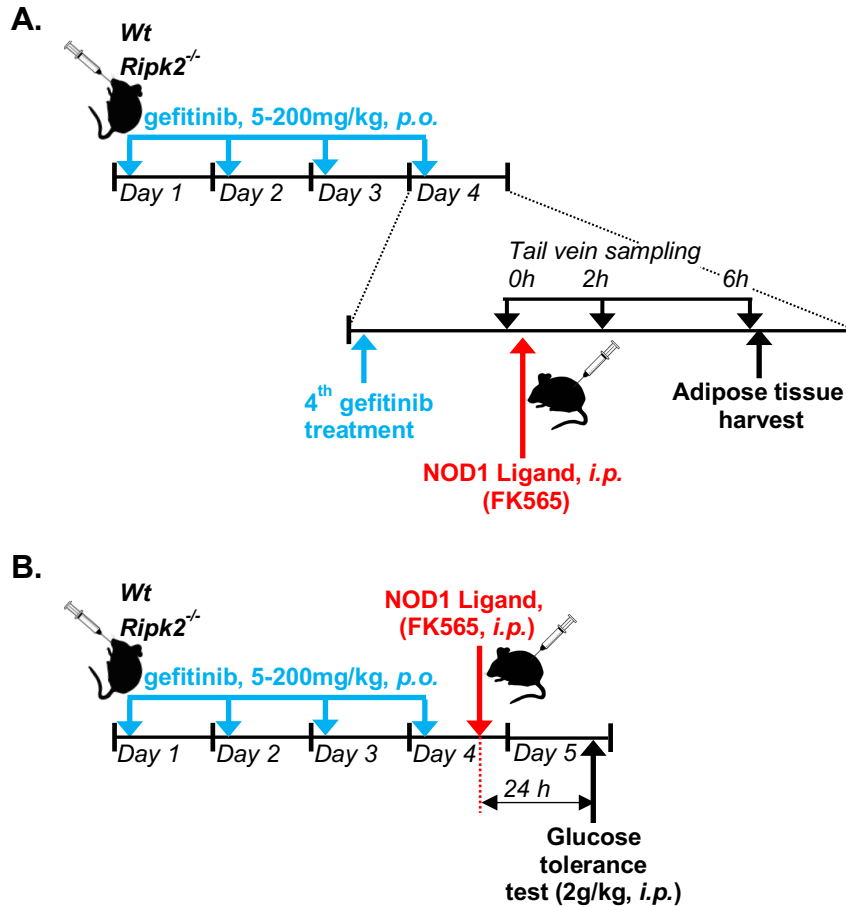 A.
Wt
Ripk2-/-
gefitinib, 5-200mg/kg, p.o.
Day 1 Day 2 Day 3 Day 4
Tail vein sampling
0h 2h 6h
4th gefitinib
treatment
Adipose tissue
harvest
NOD1 Ligand, i.p.
(FK565)
B.
Wt
Ripk2-/-
NOD1 Ligand,
(FK565, i.p.)
gefitinib, 5-200mg/kg, p.o.
Day 1 Day 2 Day 3 Day 4 Day 5
24 h
Glucose
tolerance
test (2g/kg, i.p.)